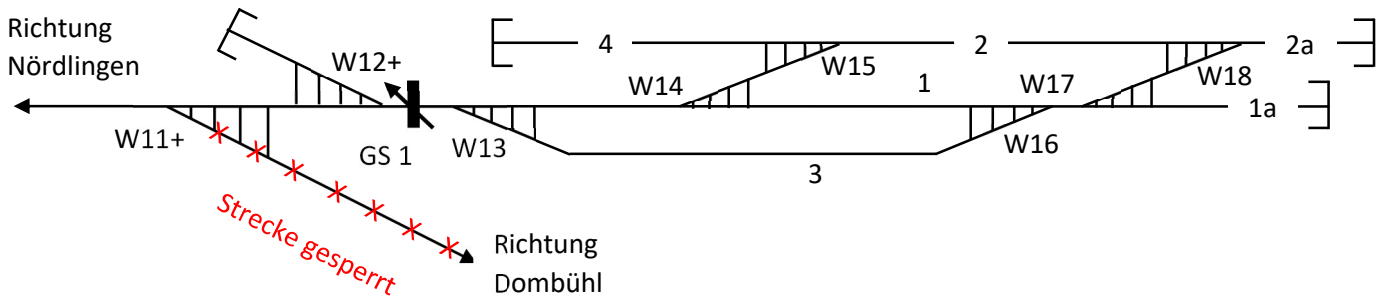 Richtung
Nördlingen
W12+
4
2
2a
W15
W18
W14
1
W17
1a
W11+
GS 1
W13
W16
3
Strecke gesperrt
Richtung
Dombühl